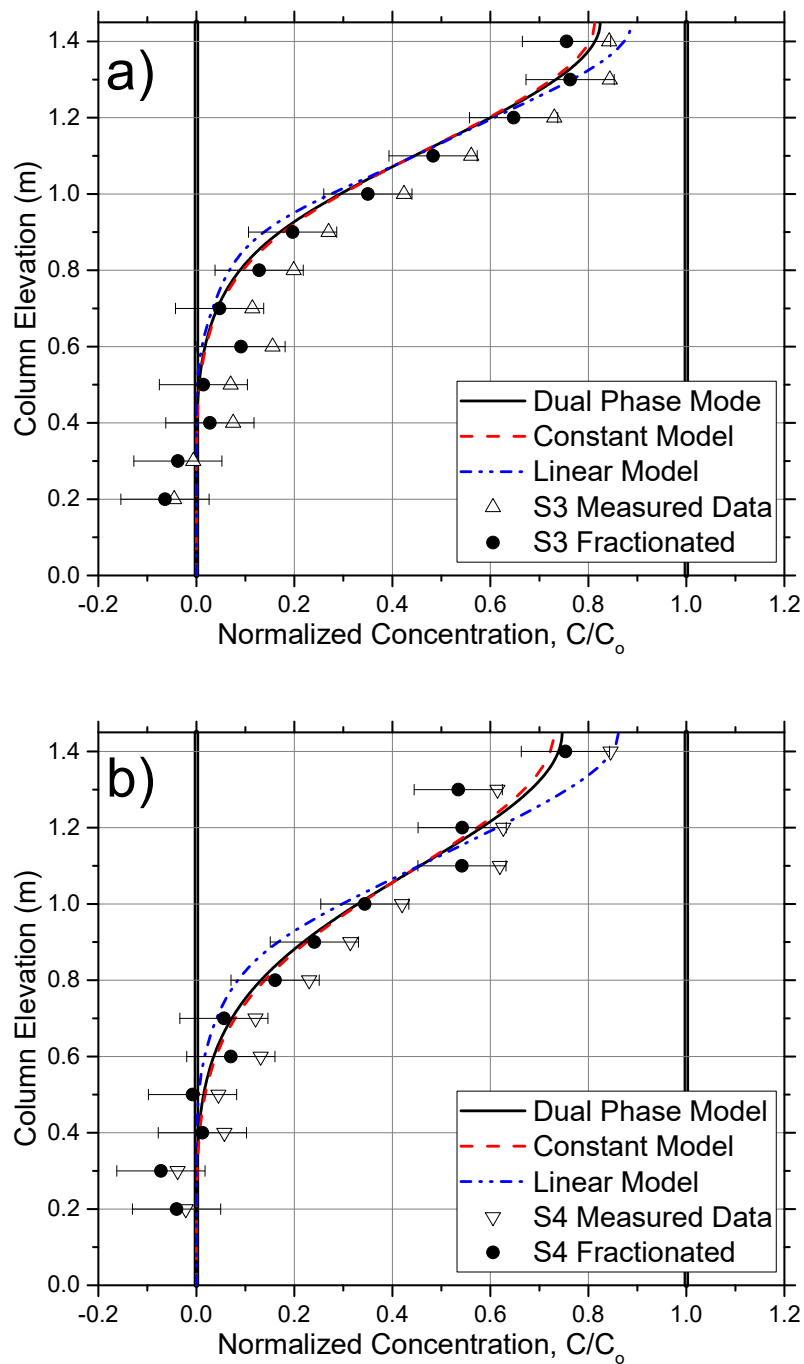 a)
1.4
1.2
1.0
0.8
0.6
0.4
0.2
0.0
Column Elevation (m)
Dual Phase Mode
Constant Model
Linear Model
S3 Measured Data
S3 Fractionated
-0.2 0.0 0.2 0.4 0.6 0.8 1.0 1.2
Normalized Concentration, C/Co
b)
1.4
1.2
1.0
0.8
0.6
0.4
0.2
0.0
Column Elevation (m)
Dual Phase Model
Constant Model
Linear Model
S4 Measured Data
S4 Fractionated
-0.2 0.0 0.2 0.4 0.6 0.8 1.0 1.2
Normalized Concentration, C/Co